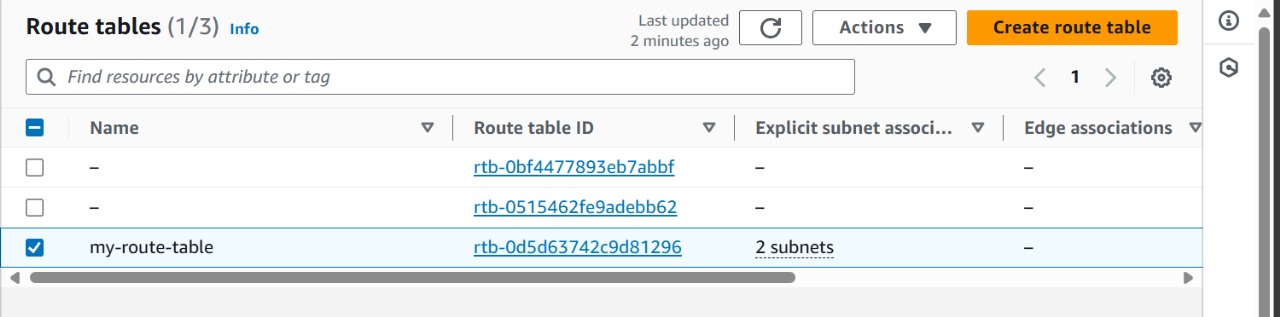 Route tables (1/3) Info
Last updated
2 minutes ago
Actions
Create route table
Find resources by attribute or tag
1
Name Route table ID Explicit subnet associ... Edge associations
– rtb-0bf4477893eb7abbf – –
– rtb-0515462fe9adebb62 – –
my-route-table rtb-0d5d63742c9d81296 2 subnets –